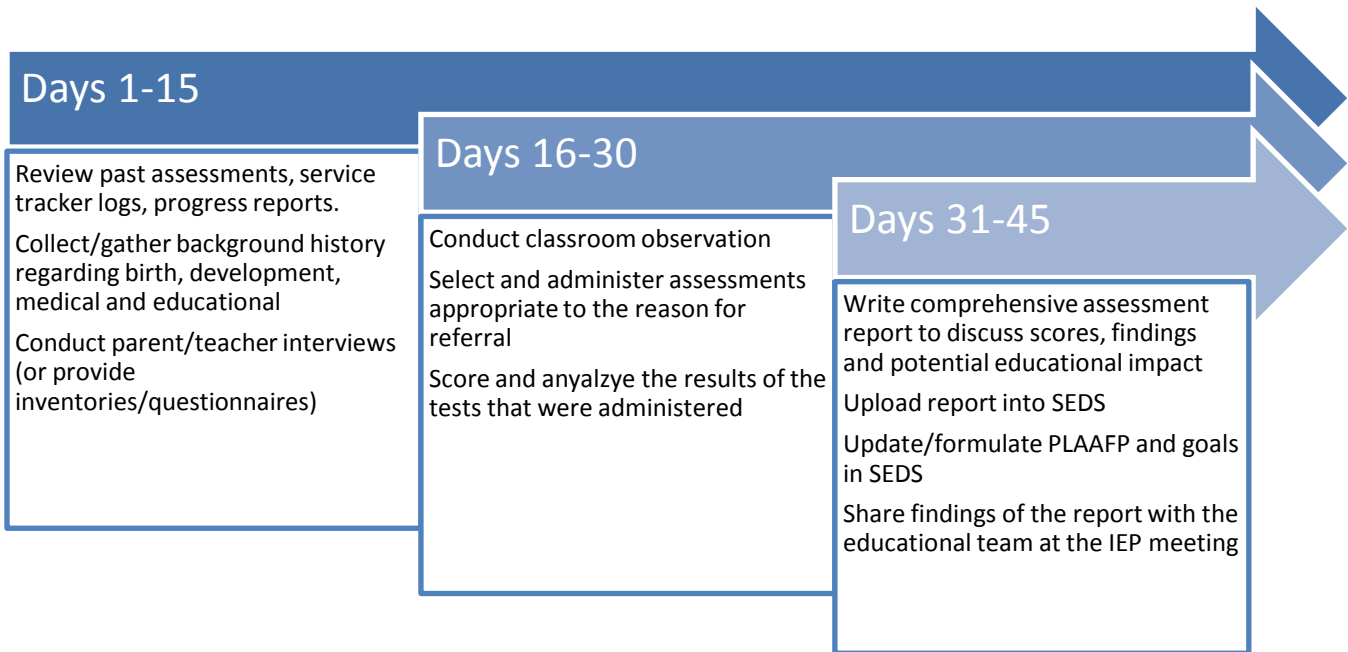 Days 1-15
Review past assessments, service
tracker logs, progress reports.
Collect/gather background history
regarding birth, development,
medical and educational
Conduct parent/teacher interviews
(or provide
inventories/questionnaires)
Days 16-30
Conduct classroom observation
Select and administer assessments
appropriate to the reason for
referral
Score and anyalzye the results of the
tests that were administered
Days 31-45
Write comprehensive assessment
report to discuss scores, findings
and potential educational impact
Upload report into SEDS
Update/formulate PLAAFP and goals
in SEDS
Share findings of the report with the
educational team at the IEP meeting